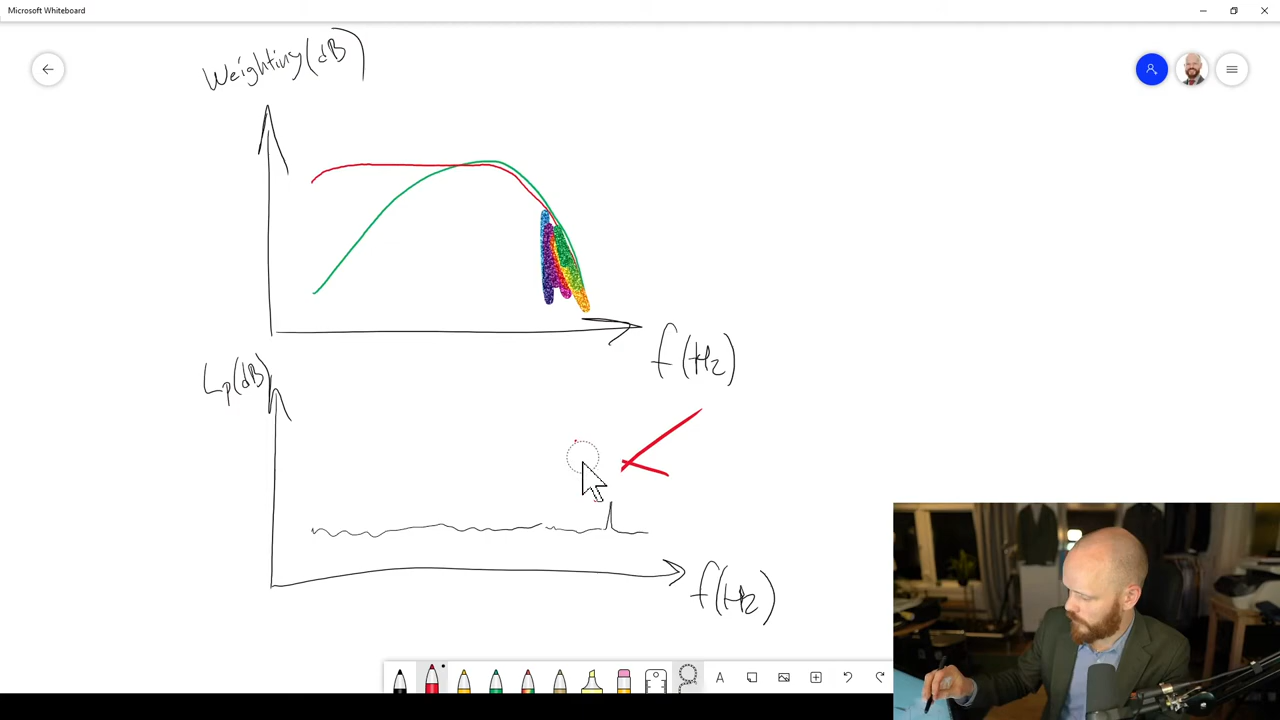 Microsoft Whiteboard
Weighting (dB)
f (Hz)
Lp (dB)
f (Hz)
A